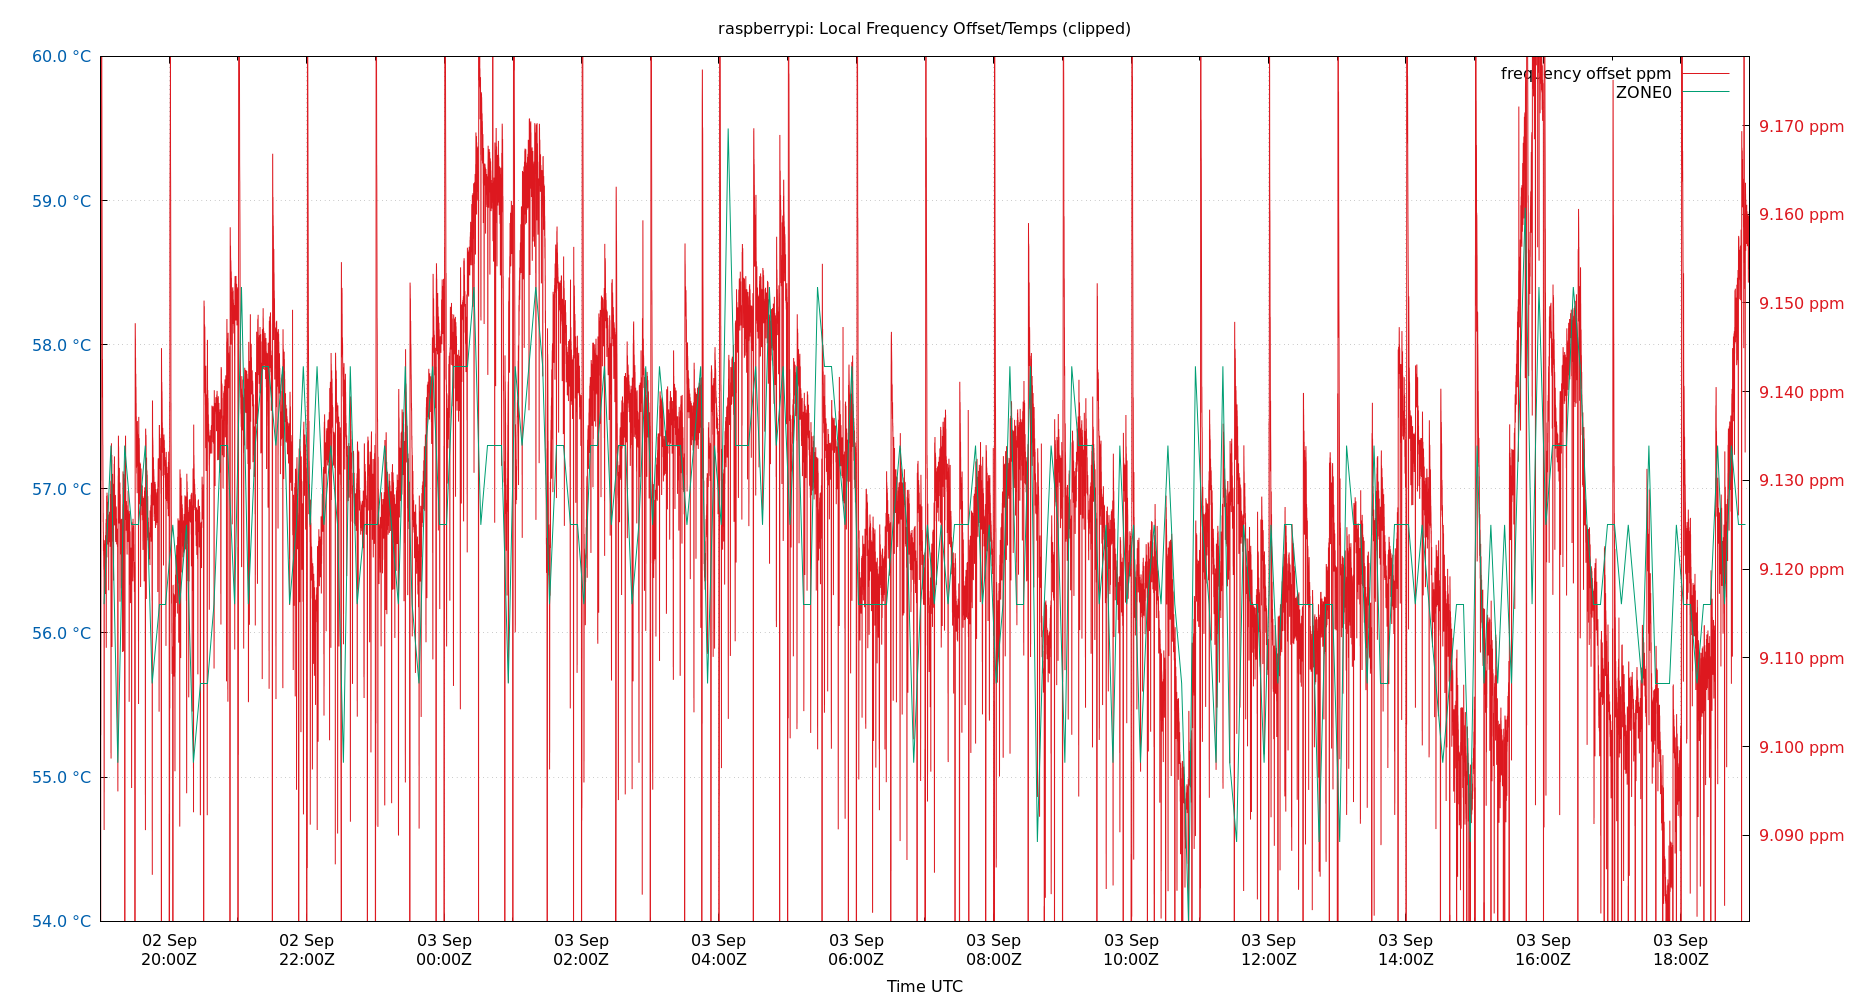 raspberrypi: Local Frequency Offset/Temps (clipped)
60.0 °C
59.0 °C
58.0 °C
57.0 °C
56.0 °C
55.0 °C
54.0 °C
frequency offset ppm
ZONE0
9.170 ppm
9.160 ppm
9.150 ppm
9.140 ppm
9.130 ppm
9.120 ppm
9.110 ppm
9.100 ppm
9.090 ppm
02 Sep
20:00Z
02 Sep
22:00Z
03 Sep
00:00Z
03 Sep
02:00Z
03 Sep
04:00Z
03 Sep
06:00Z
03 Sep
08:00Z
03 Sep
10:00Z
03 Sep
12:00Z
03 Sep
14:00Z
03 Sep
16:00Z
03 Sep
18:00Z
Time UTC